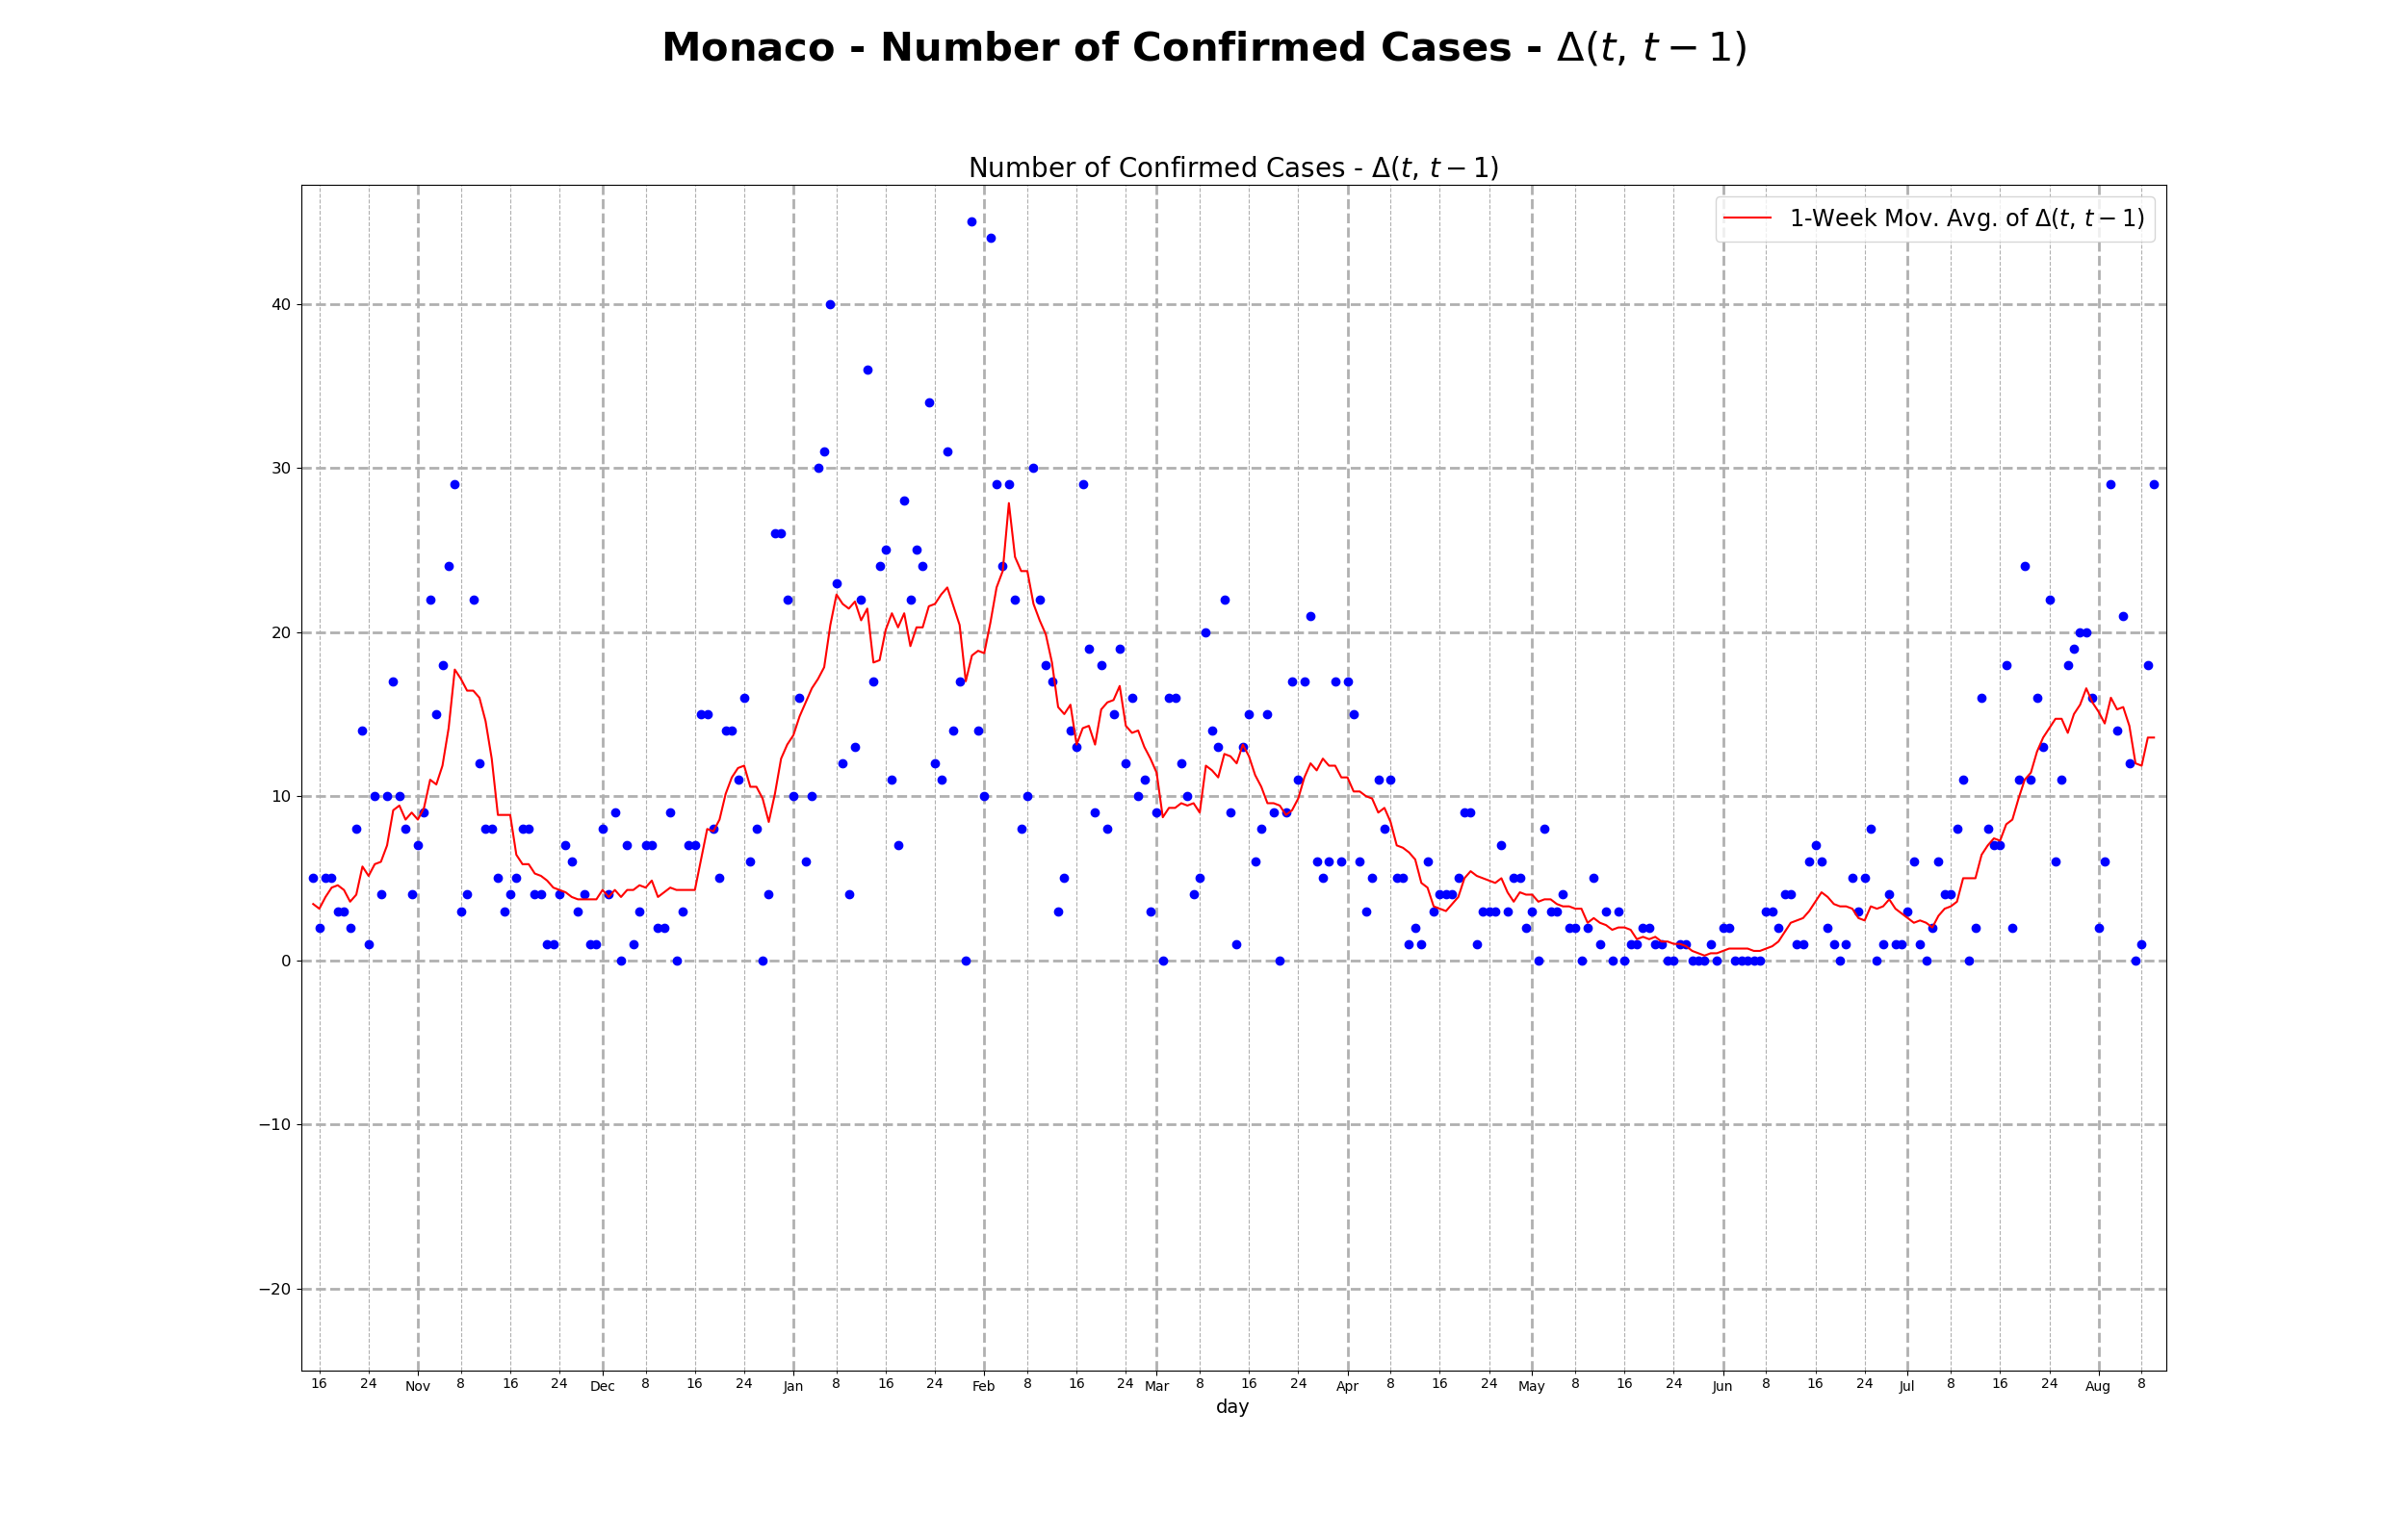 Monaco - Number of Confirmed Cases - Δ(t, t − 1)
Number of Confirmed Cases - Δ(t, t − 1)
1-Week Mov. Avg. of Δ(t, t − 1)
40
30
20
10
0
−10
−20
16 24 Nov 8 16 24 Dec 8 16 24 Jan 8 16 24 Feb 8 16 24 Mar 8 16 24 Apr 8 16 24 May 8 16 24 Jun 8 16 24 Jul 8 16 24 Aug 8
day